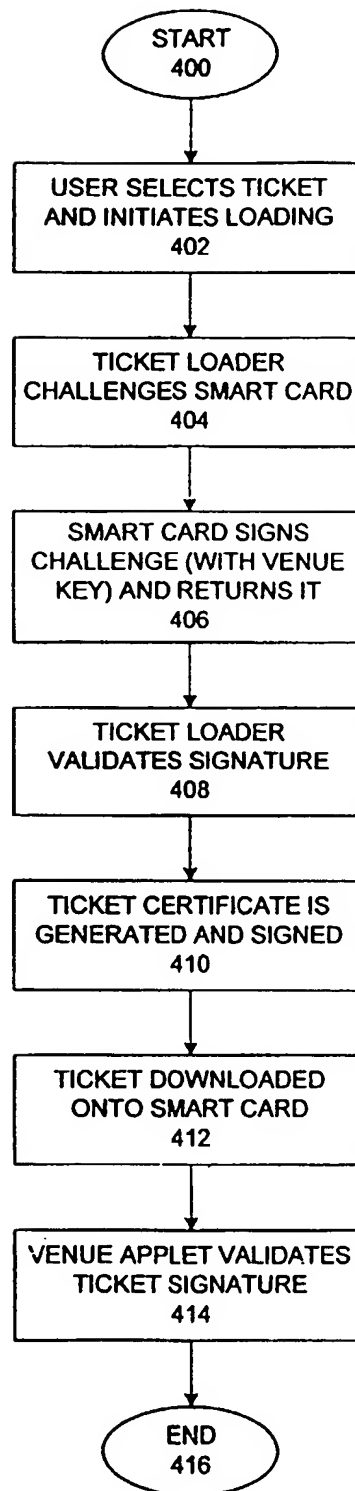 START
400
USER SELECTS TICKET
AND INITIATES LOADING
402
TICKET LOADER
CHALLENGES SMART CARD
404
SMART CARD SIGNS
CHALLENGE (WITH VENUE
KEY) AND RETURNS IT
406
TICKET LOADER
VALIDATES SIGNATURE
408
TICKET CERTIFICATE IS
GENERATED AND SIGNED
410
TICKET DOWNLOADED
ONTO SMART CARD
412
VENUE APPLET VALIDATES
TICKET SIGNATURE
414
END
416